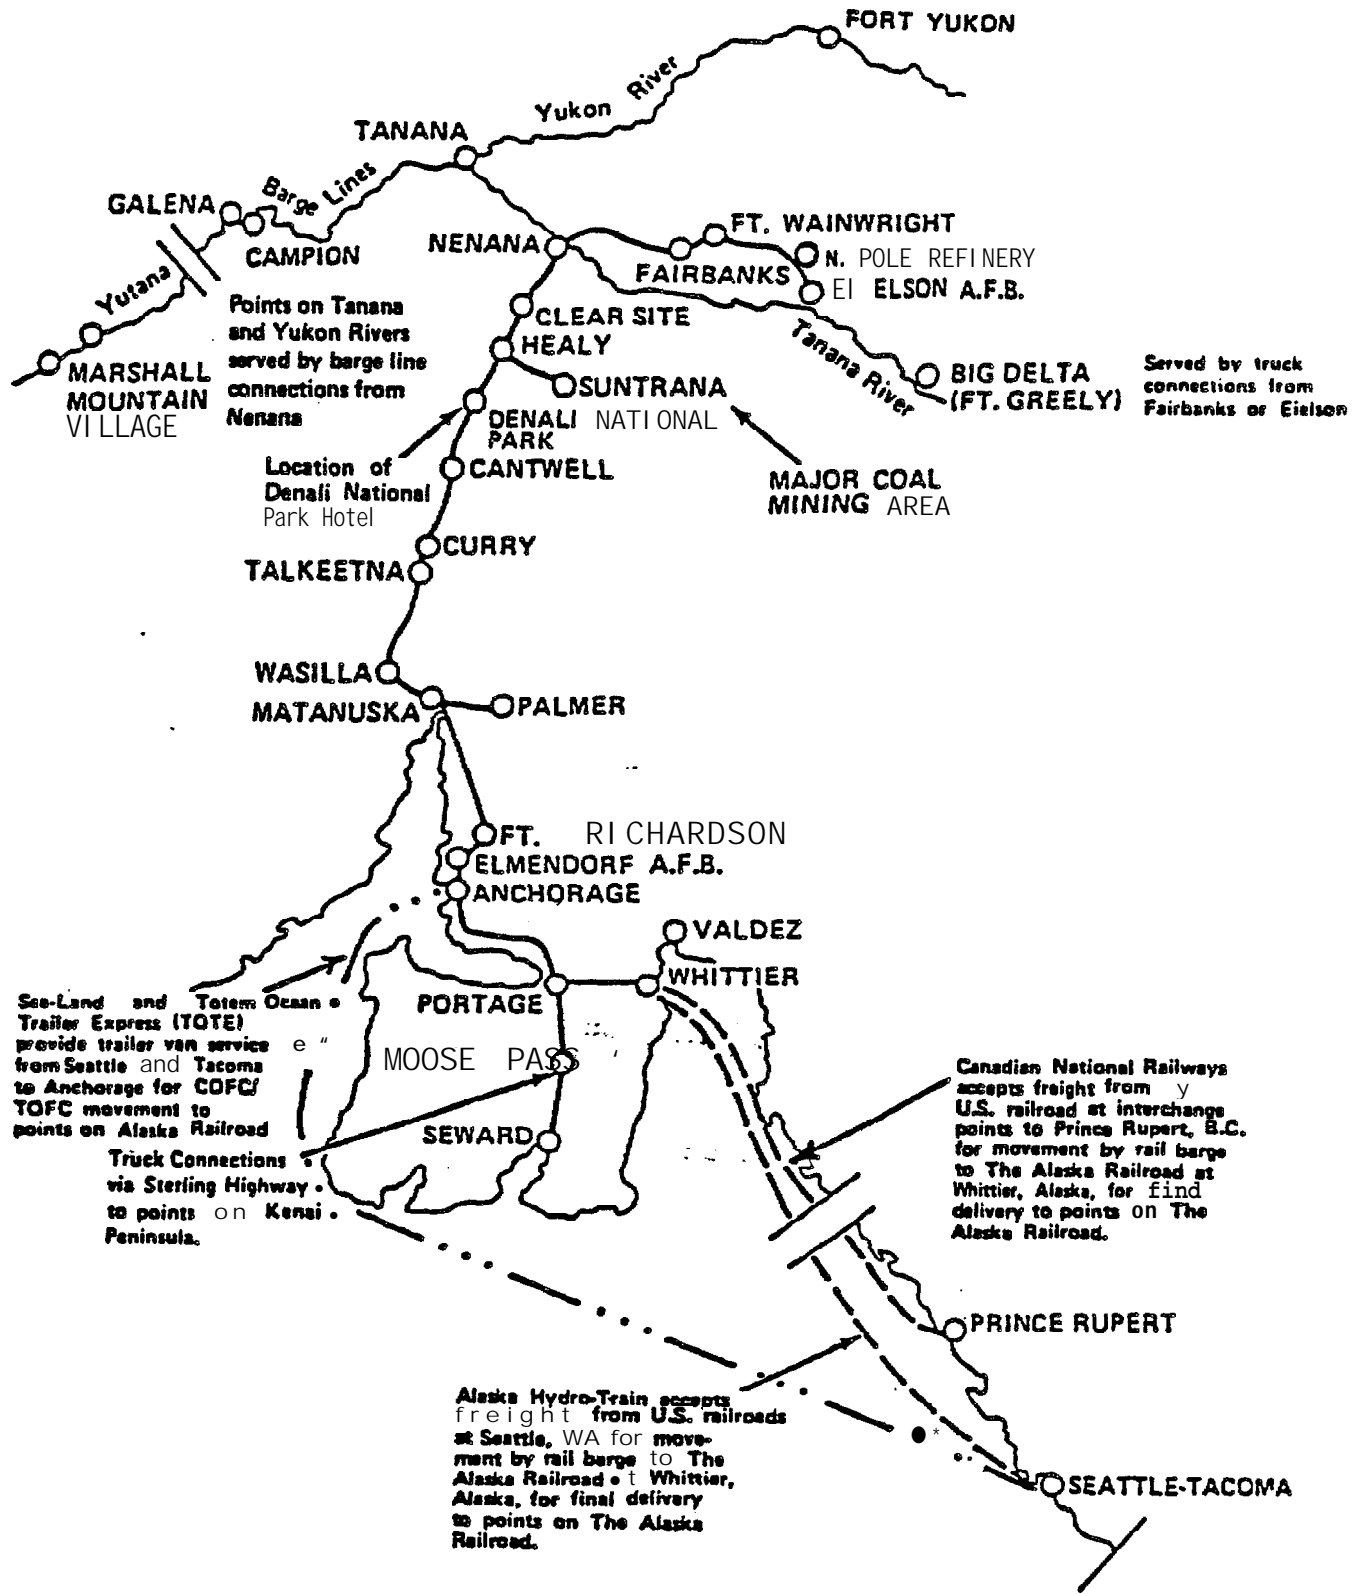 FORT YUKON
Yukon River
TANANA
Barge Lines
GALENA
CAMPION
Yutana
NENANA
FT. WAINWRIGHT
N. POLE REFINERY
FAIRBANKS
EI ELSON A.F.B.
CLEAR SITE
HEALY
SUNTRANA
Tanana River
BIG DELTA
(FT. GREELY)
Served by truck
connections from
Fairbanks or Eielson
MARSHALL
MOUNTAIN
VILLAGE
Points on Tanana
and Yukon Rivers
served by barge line
connections from
Nenana
DENALI NATIONAL
PARK
Location of
Denali National
Park Hotel
CANTWELL
MAJOR COAL
MINING AREA
CURRY
TALKEETNA
WASILLA
MATANUSKA
PALMER
FT. RICHARDSON
ELMENDORF A.F.B.
ANCHORAGE
VALDEZ
WHITTIER
PORTAGE
Sea-Land and Totem Ocean
Trailer Express (TOTE)
provide trailer van service
from Seattle and Tacoma
to Anchorage for COFC/
TOFC movement to
points on Alaska Railroad
MOOSE PASS
SEWARD
Truck Connections
via Sterling Highway
to points on Kenai
Peninsula.
Canadian National Railways
accepts freight from y
U.S. railroad at interchange
points to Prince Rupert, B.C.
for movement by rail barge
to The Alaska Railroad at
Whittier, Alaska, for find
delivery to points on The
Alaska Railroad.
PRINCE RUPERT
Alaska Hydro-Train accepts
freight from U.S. railroads
at Seattle, WA for move-
ment by rail barge to The
Alaska Railroad • t Whittier,
Alaska, for final delivery
to points on The Alaska
Railroad.
SEATTLE-TACOMA